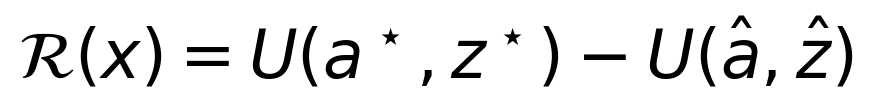 ℛ(x) = U(a⋆, z⋆) − U(â, ẑ)